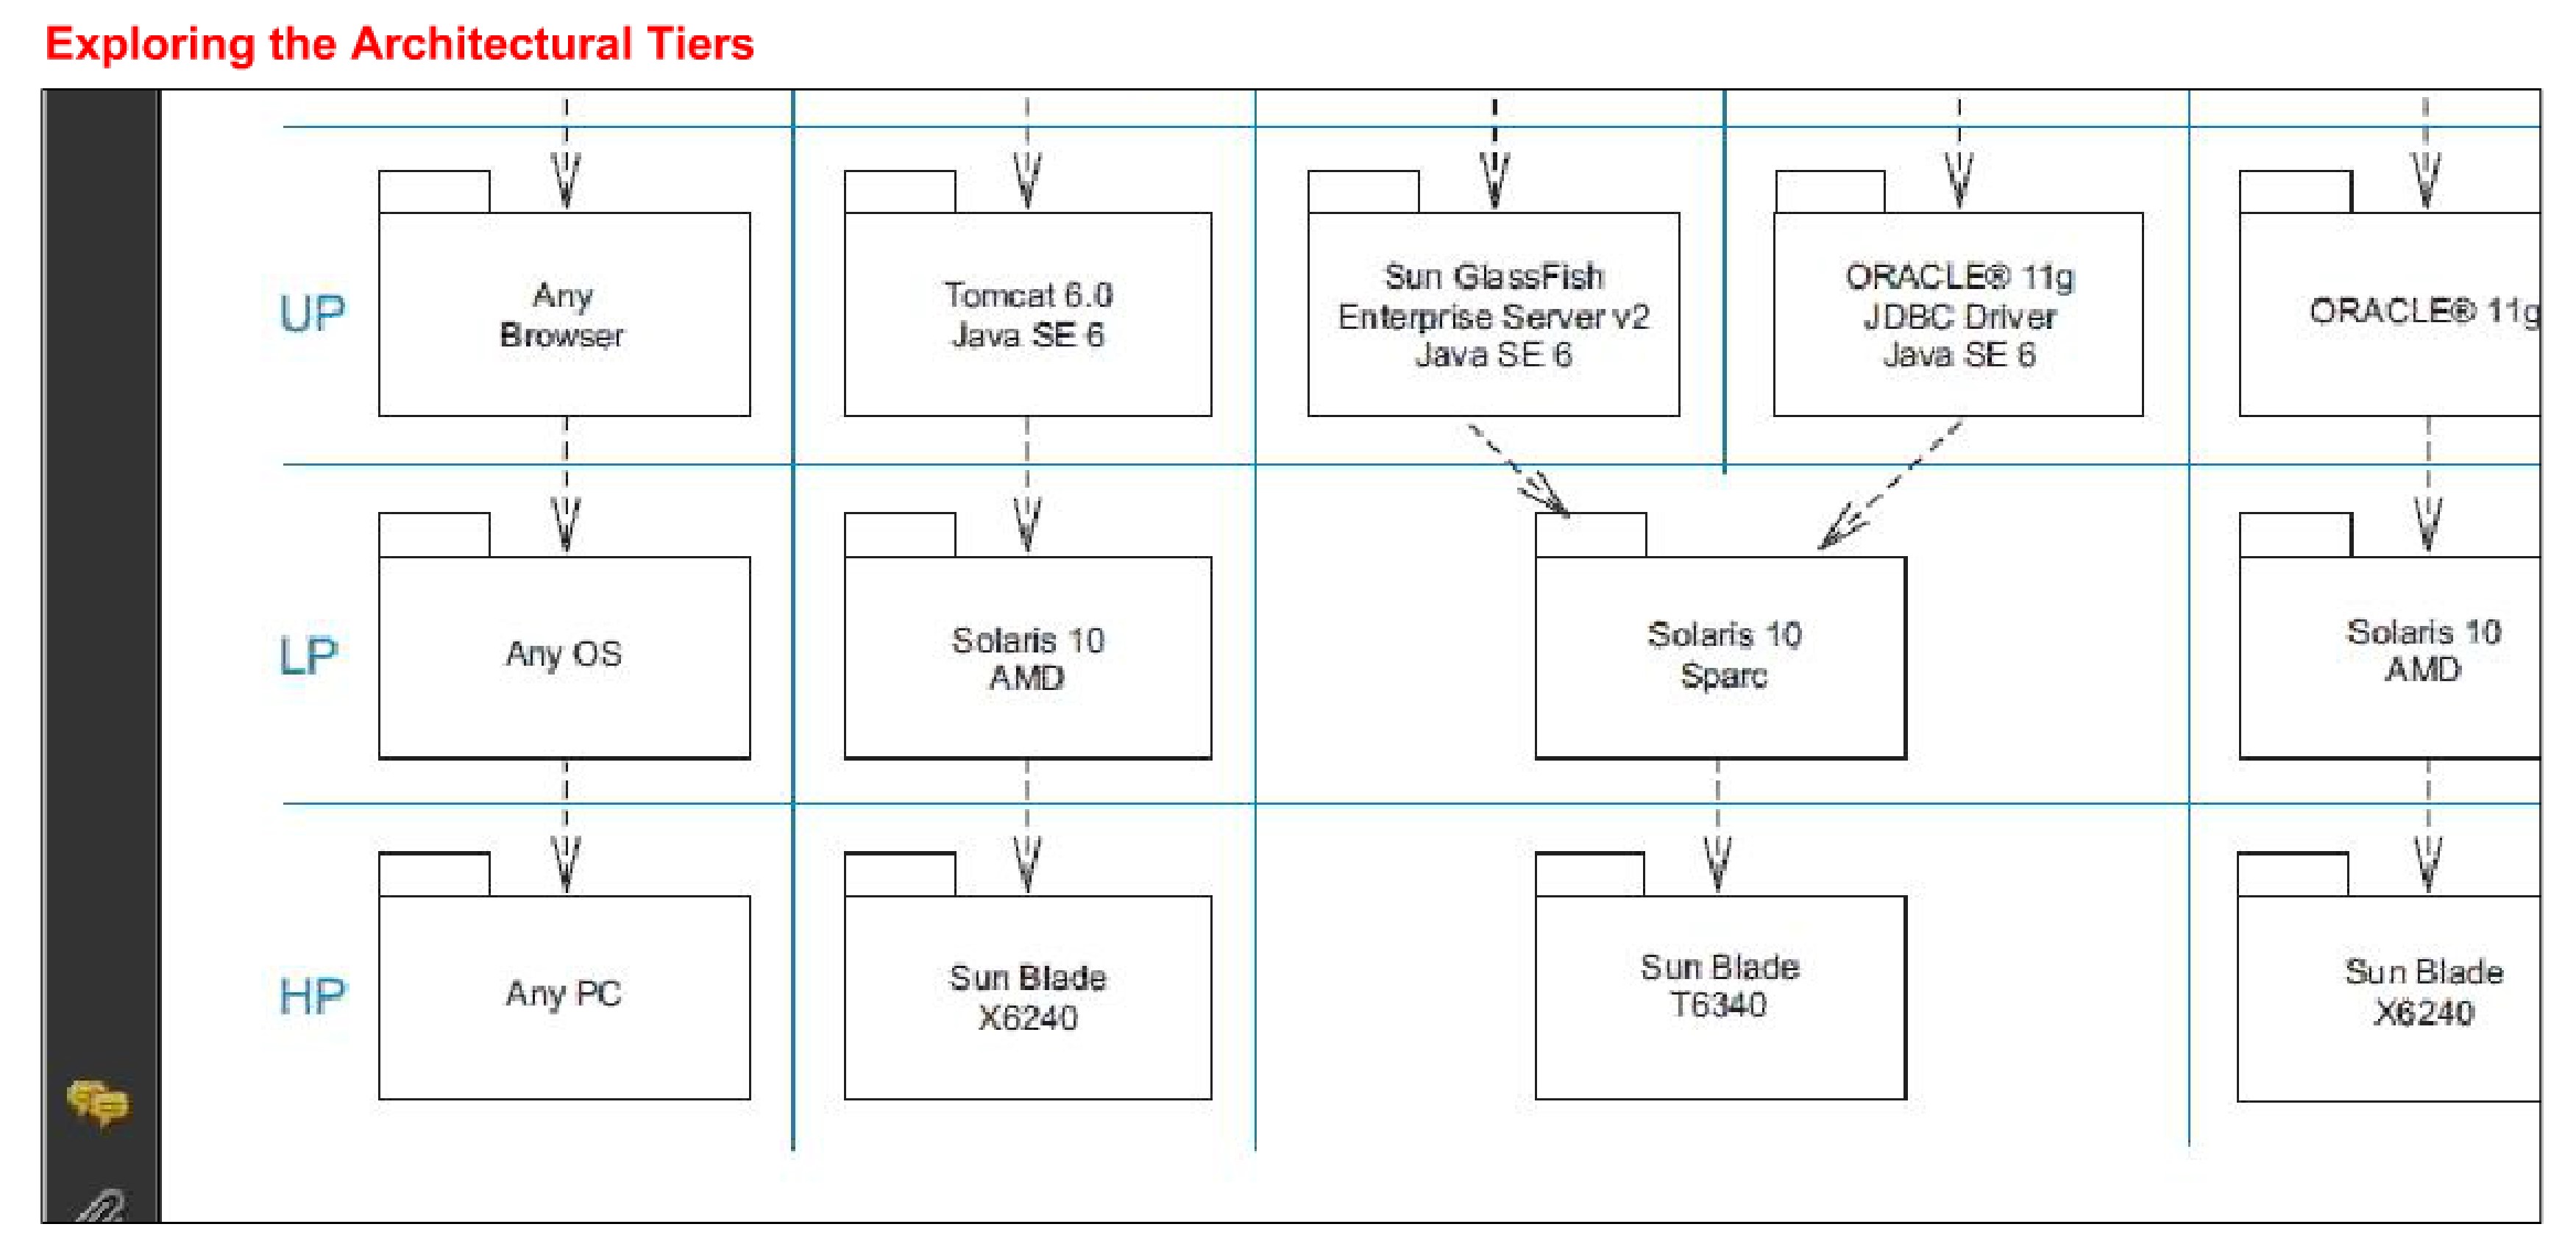 Exploring the Architectural Tiers
UP
Any
Browser
Tomcat 6.0
Java SE 6
Sun GlassFish
Enterprise Server v2
Java SE 6
ORACLE® 11g
JDBC Driver
Java SE 6
ORACLE® 11g
LP
Any OS
Solaris 10
AMD
Solaris 10
Sparc
Solaris 10
AMD
HP
Any PC
Sun Blade
X6240
Sun Blade
T6340
Sun Blade
X6240